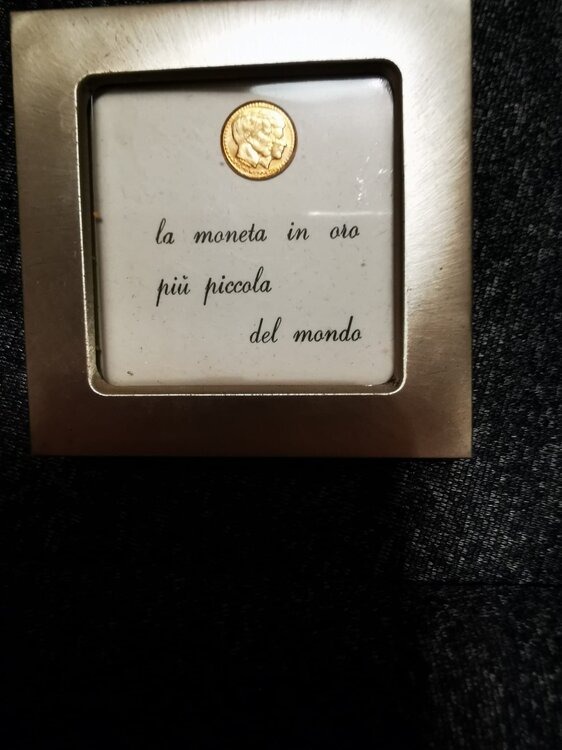 la moneta in oro
più piccola
del mondo